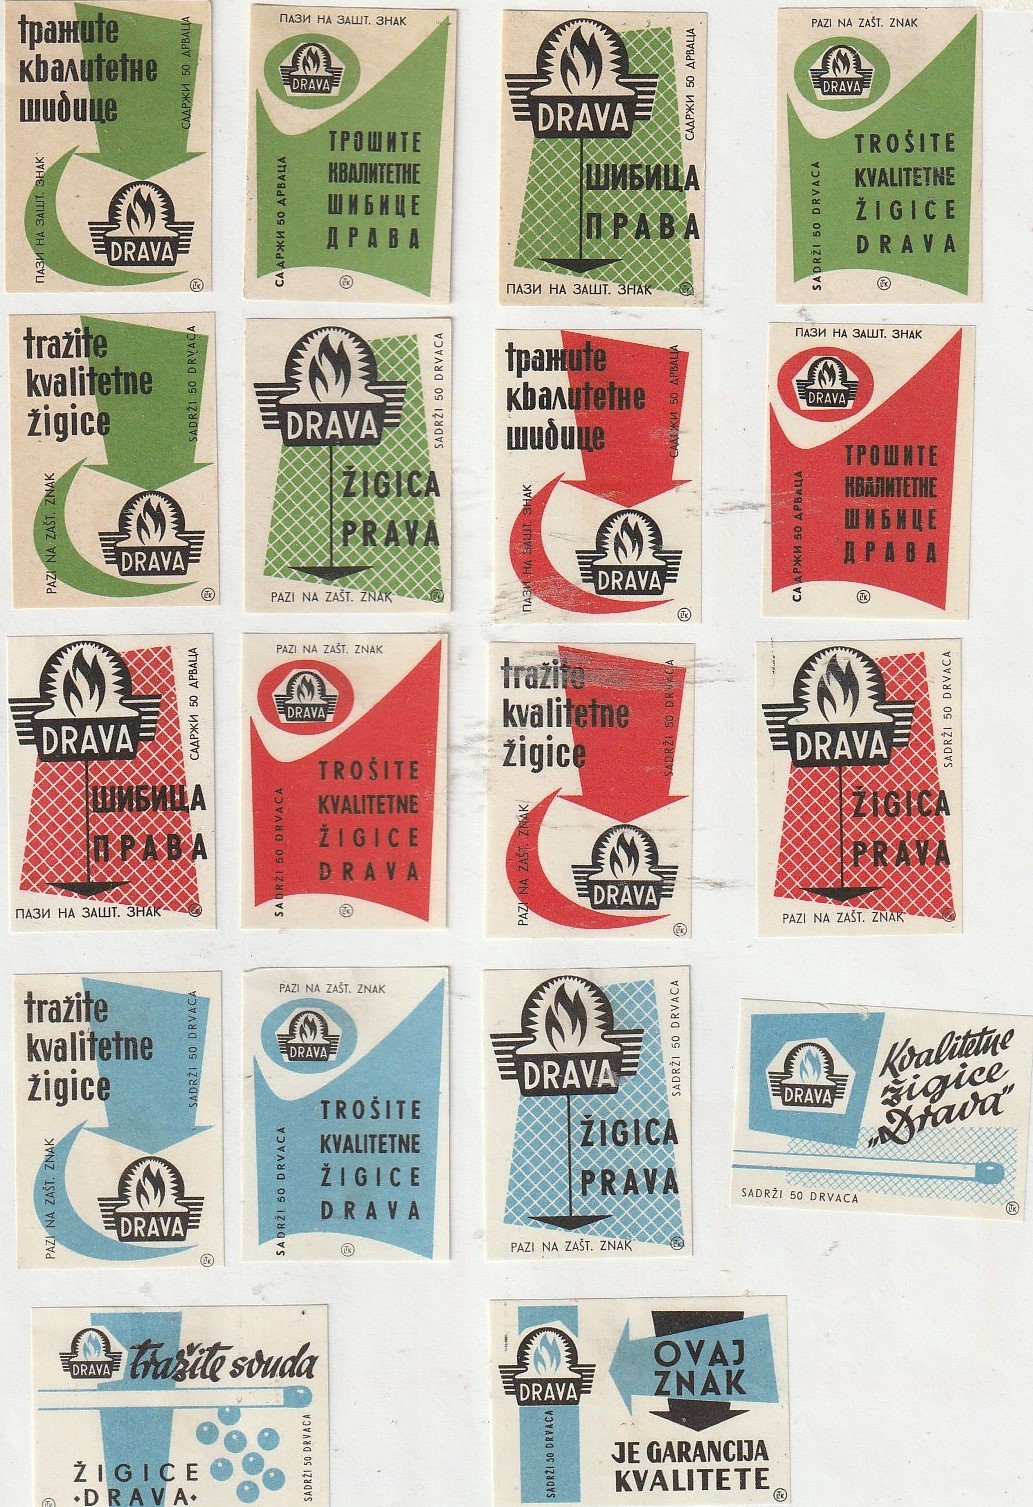 тражите
квалитетне
шибице
САДРЖИ 50 ДРВАЦА
ПАЗИ НА ЗАШТ. ЗНАК
DRAVA
ПАЗИ НА ЗАШТ. ЗНАК
DRAVA
ТРОШИТЕ
КВАЛИТЕТНЕ
ШИБИЦЕ
ДРАВА
САДРЖИ 50 ДРВАЦА
DRAVA
САДРЖИ 50 ДРВАЦА
ШИБИЦА
ПРАВА
ПАЗИ НА ЗАШТ. ЗНАК
PAZI NA ZAŠT. ZNAK
DRAVA
TROŠITE
KVALITETNE
ŽIGICE
DRAVA
SADRŽI 50 DRVACA
tražite
kvalitetne
žigice
SADRŽI 50 DRVACA
PAZI NA ZAŠT. ZNAK
DRAVA
DRAVA
SADRŽI 50 DRVACA
ŽIGICA
PRAVA
PAZI NA ZAŠT. ZNAK
тражите
квалитетне
шибице
САДРЖИ 50 ДРВАЦА
ПАЗИ НА ЗАШТ. ЗНАК
DRAVA
ПАЗИ НА ЗАШТ. ЗНАК
DRAVA
ТРОШИТЕ
КВАЛИТЕТНЕ
ШИБИЦЕ
ДРАВА
САДРЖИ 50 ДРВАЦА
DRAVA
САДРЖИ 50 ДРВАЦА
ШИБИЦА
ПРАВА
ПАЗИ НА ЗАШТ. ЗНАК
PAZI NA ZAŠT. ZNAK
DRAVA
TROŠITE
KVALITETNE
ŽIGICE
DRAVA
SADRŽI 50 DRVACA
tražite
kvalitetne
žigice
SADRŽI 50 DRVACA
PAZI NA ZAŠT. ZNAK
DRAVA
DRAVA
SADRŽI 50 DRVACA
ŽIGICA
PRAVA
PAZI NA ZAŠT. ZNAK
tražite
kvalitetne
žigice
SADRŽI 50 DRVACA
PAZI NA ZAŠT. ZNAK
DRAVA
PAZI NA ZAŠT. ZNAK
DRAVA
TROŠITE
KVALITETNE
ŽIGICE
DRAVA
SADRŽI 50 DRVACA
DRAVA
SADRŽI 50 DRVACA
ŽIGICA
PRAVA
PAZI NA ZAŠT. ZNAK
DRAVA
Kvalitetne
žigice
„Drava"
SADRŽI 50 DRVACA
DRAVA
tražite svuda
ŽIGICE
·DRAVA·
SADRŽI 50 DRVACA
DRAVA
OVAJ
ZNAK
JE GARANCIJA
KVALITETE
SADRŽI 50 DRVACA